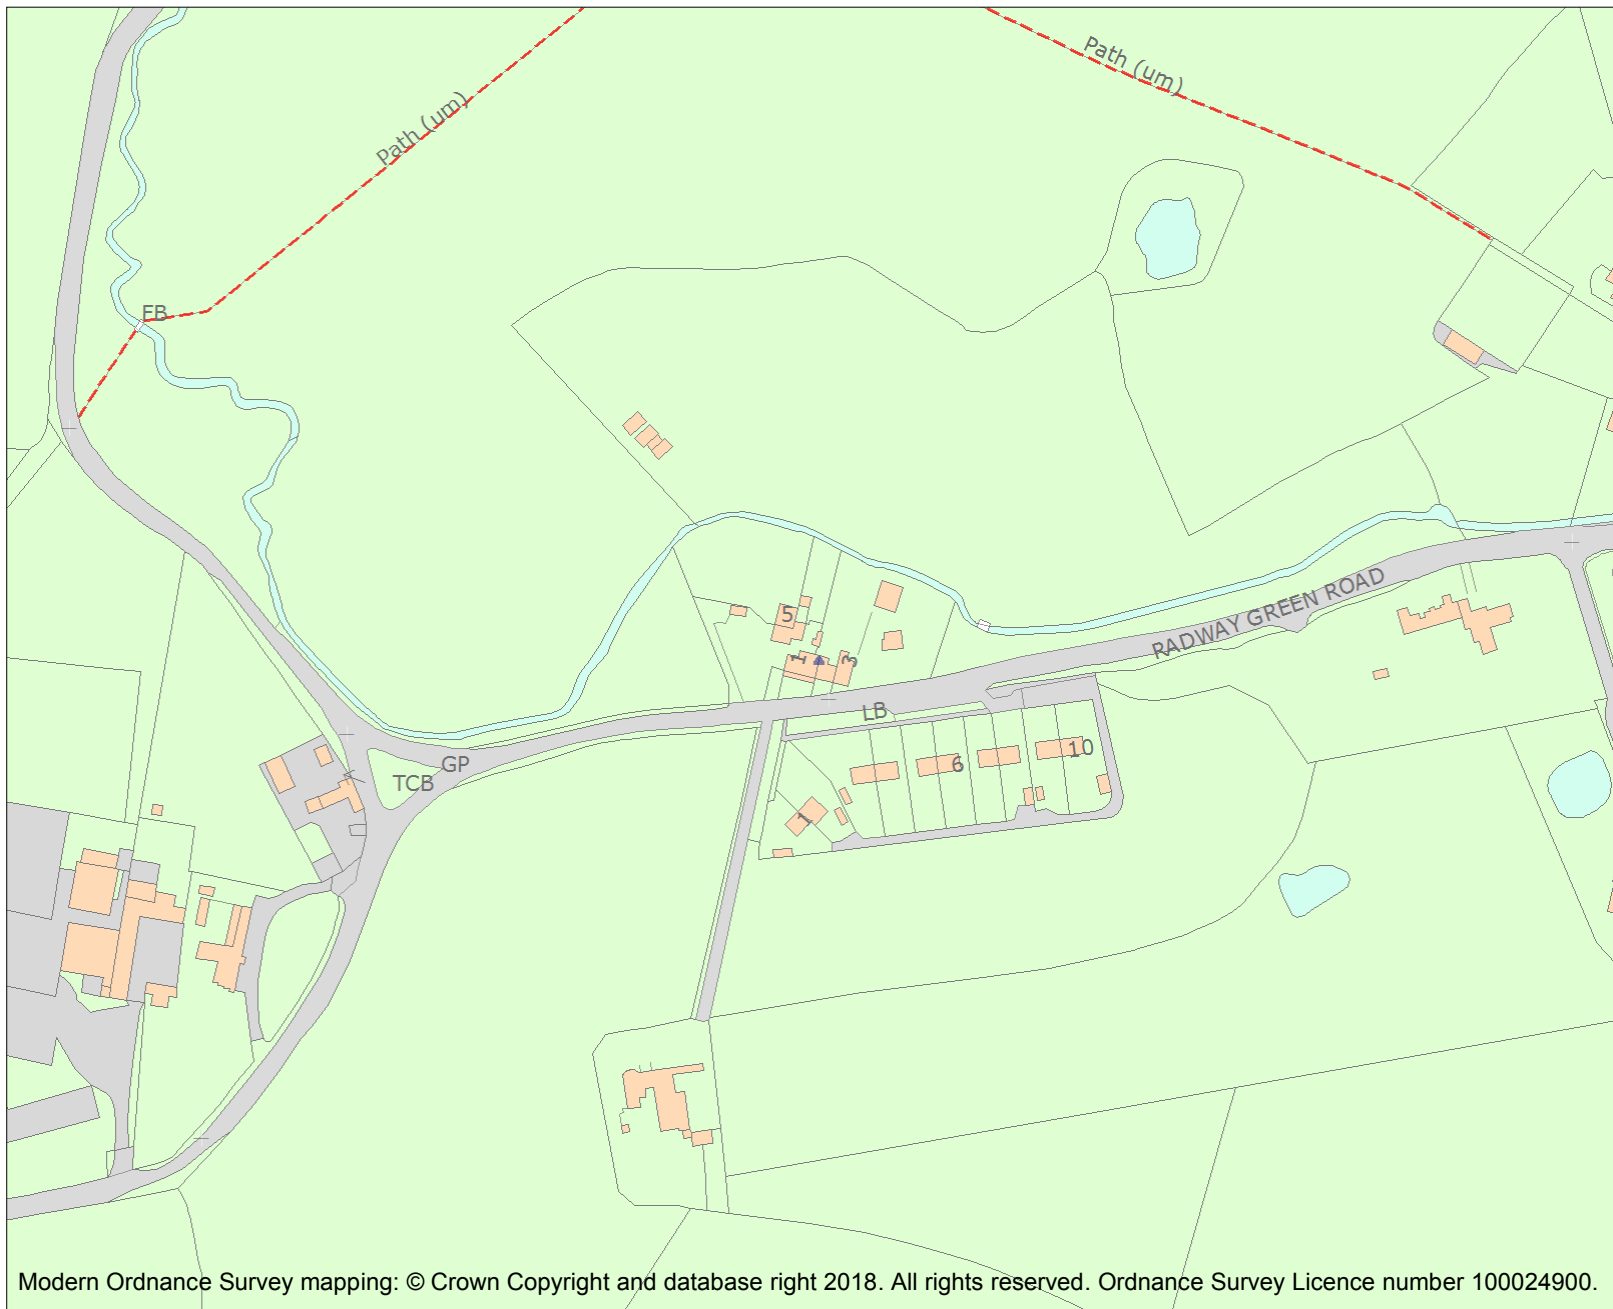 Path (um)
Path (um)
FB
RADWAY GREEN ROAD
5
1
3
LB
GP
TCB
10
6
1
Modern Ordnance Survey mapping: © Crown Copyright and database right 2018. All rights reserved. Ordnance Survey Licence number 100024900.